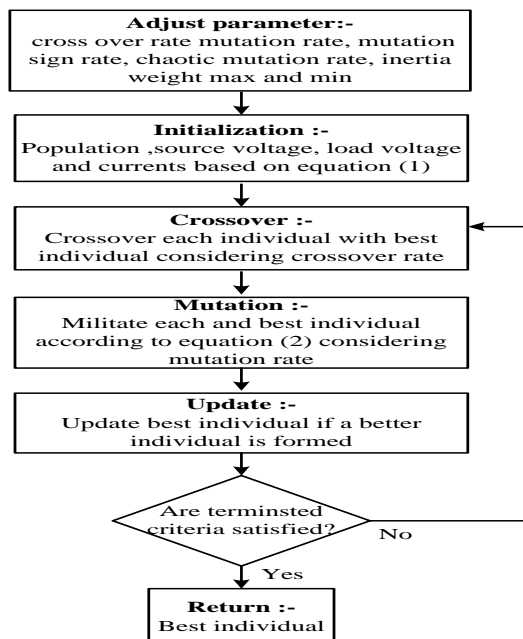 Adjust parameter:-
cross over rate mutation rate, mutation
sign rate, chaotic mutation rate, inertia
weight max and min
Initialization :-
Population ,source voltage, load voltage
and currents based on equation (1)
Crossover :-
Crossover each individual with best
individual considering crossover rate
Mutation :-
Militate each and best individual
according to equation (2) considering
mutation rate
Update :-
Update best individual if a better
individual is formed
Are terminsted
criteria satisfied?
No
Yes
Return :-
Best individual